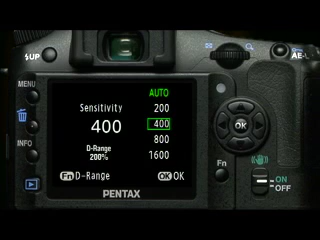 UP
AE-L
MENU
INFO
AUTO
Sensitivity
200
400
400
800
1600
D-Range
200%
Fn D-Range
OK OK
PENTAX
OK
Fn
ON
OFF